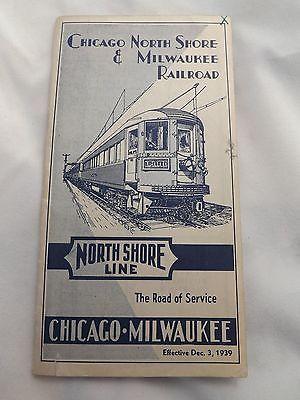 CHICAGO NORTH SHORE
& MILWAUKEE
RAILROAD
NORTH SHORE
LINE
The Road of Service
CHICAGO·MILWAUKEE
Effective Dec. 3, 1939